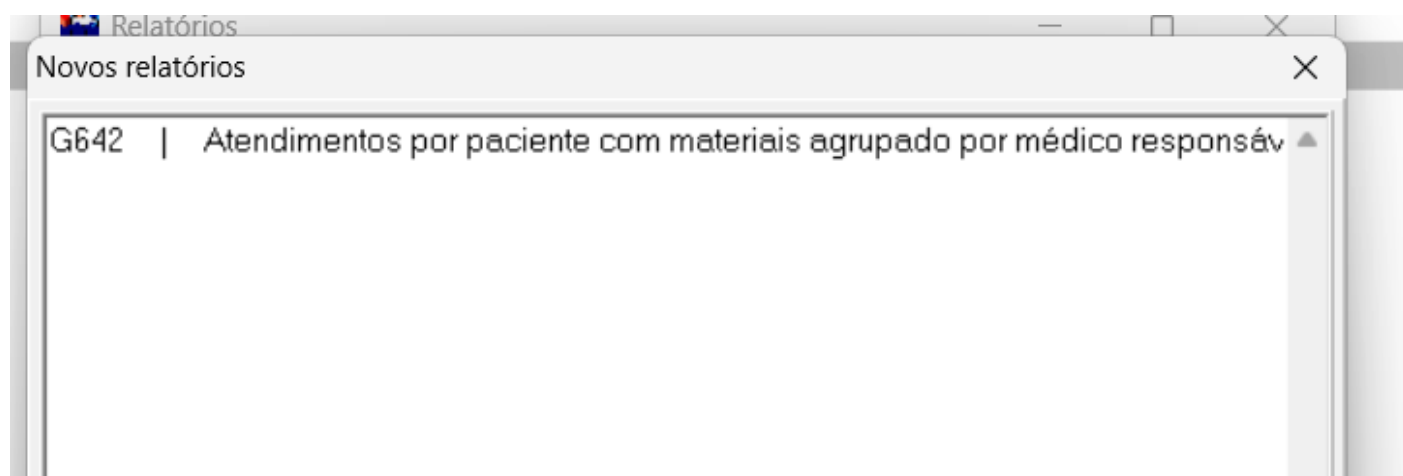 Relatórios
Novos relatórios
G642 | Atendimentos por paciente com materiais agrupado por médico responsáv